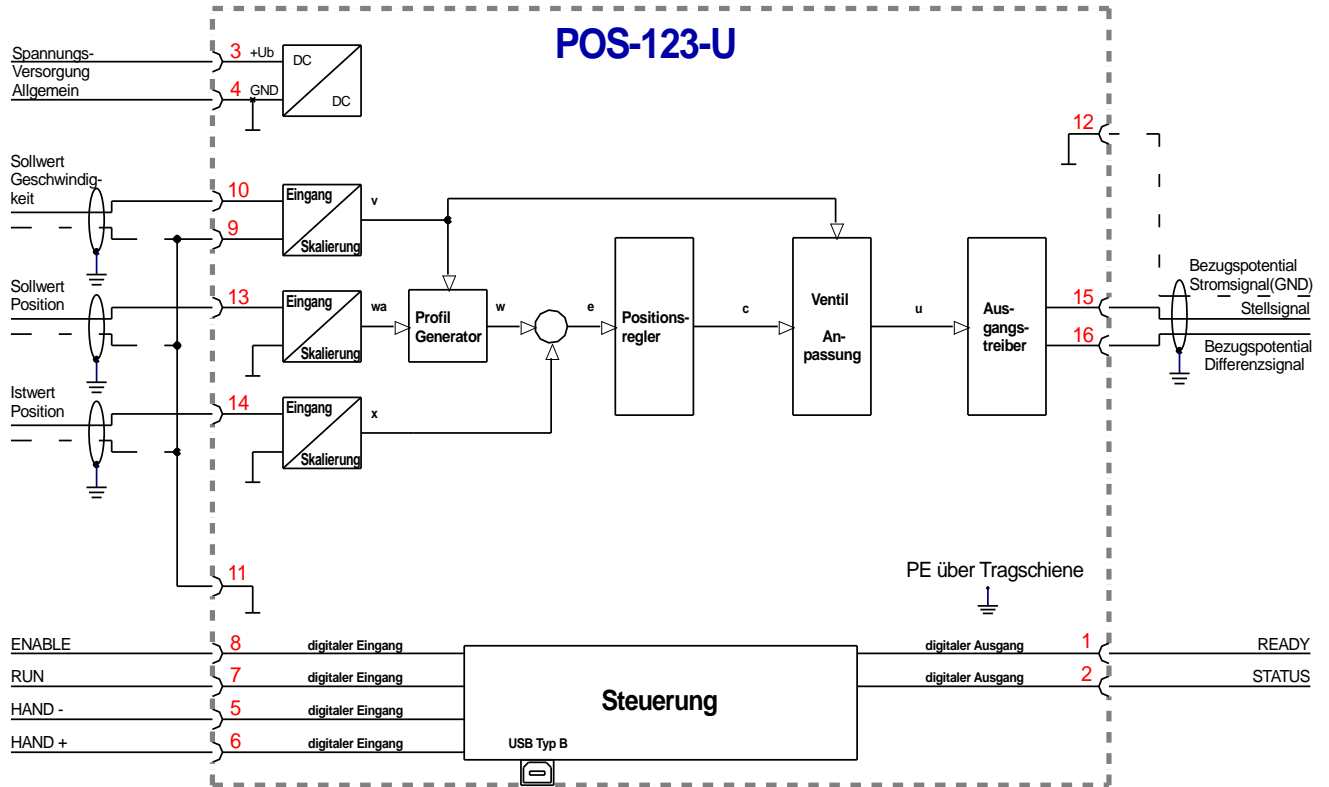 POS-123-U
Spannungs-
Versorgung
Allgemein
3 +Ub
4 GND
DC
DC
12
Sollwert
Geschwindig-
keit
10
9
Eingang
Skalierung
v
Sollwert
Position
13
Eingang
Skalierung
wa
Profil
Generator
w
e
Positions-
regler
c
Ventil
An-
passung
u
Aus-
gangs-
treiber
15
16
Bezugspotential
Stromsignal(GND)
Stellsignal
Bezugspotential
Differenzsignal
Istwert
Position
14
Eingang
Skalierung
x
11
PE über Tragschiene
ENABLE
8
digitaler Eingang
RUN
7
digitaler Eingang
HAND -
5
digitaler Eingang
HAND +
6
digitaler Eingang
Steuerung
USB Typ B
digitaler Ausgang
1
READY
digitaler Ausgang
2
STATUS